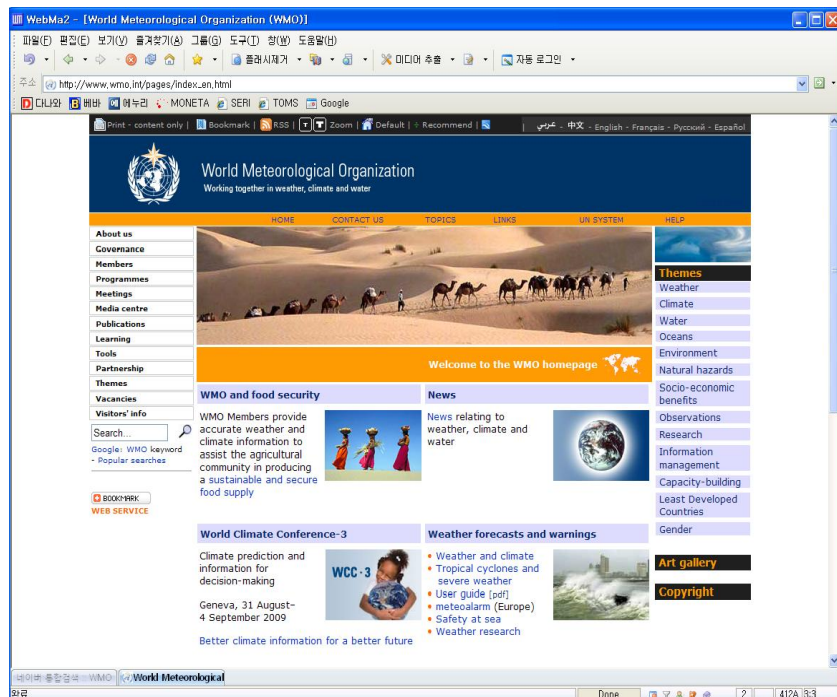 WebMa2 - [World Meteorological Organization (WMO)]
파일(F) 편집(E) 보기(V) 즐겨찾기(A) 그룹(G) 도구(T) 창(W) 도움말(H)
플래시제거 미디어 추출 자동 로그인
주소 http://www.wmo.int/pages/index_en.html
다나와 베바 에누리 MONETA SERI TOMS Google
Print - content only | Bookmark | RSS | T T Zoom | Default | Recommend | عربي - 中文 - English - Français - Русский - Español
World Meteorological Organization
Working together in weather, climate and water
HOME CONTACT US TOPICS LINKS UN SYSTEM HELP
About us
Governance
Members
Programmes
Meetings
Media centre
Publications
Learning
Tools
Partnership
Themes
Vacancies
Visitors' info
Search...
Google: WMO keyword
- Popular searches
BOOKMARK
WEB SERVICE
Welcome to the WMO homepage
WMO and food security
WMO Members provide
accurate weather and
climate information to
assist the agricultural
community in producing
a sustainable and secure
food supply
News
News relating to
weather, climate and
water
World Climate Conference-3
Climate prediction and
information for
decision-making
Geneva, 31 August–
4 September 2009
WCC·3
Better climate information for a better future
Weather forecasts and warnings
Weather and climate
Tropical cyclones and
severe weather
User guide [pdf]
meteoalarm (Europe)
Safety at sea
Weather research
Themes
Weather
Climate
Water
Oceans
Environment
Natural hazards
Socio-economic
benefits
Observations
Research
Information
management
Capacity-building
Least Developed
Countries
Gender
Art gallery
Copyright
네이버 통합검색 :: WMO World Meteorological
완료 Done 2 412A